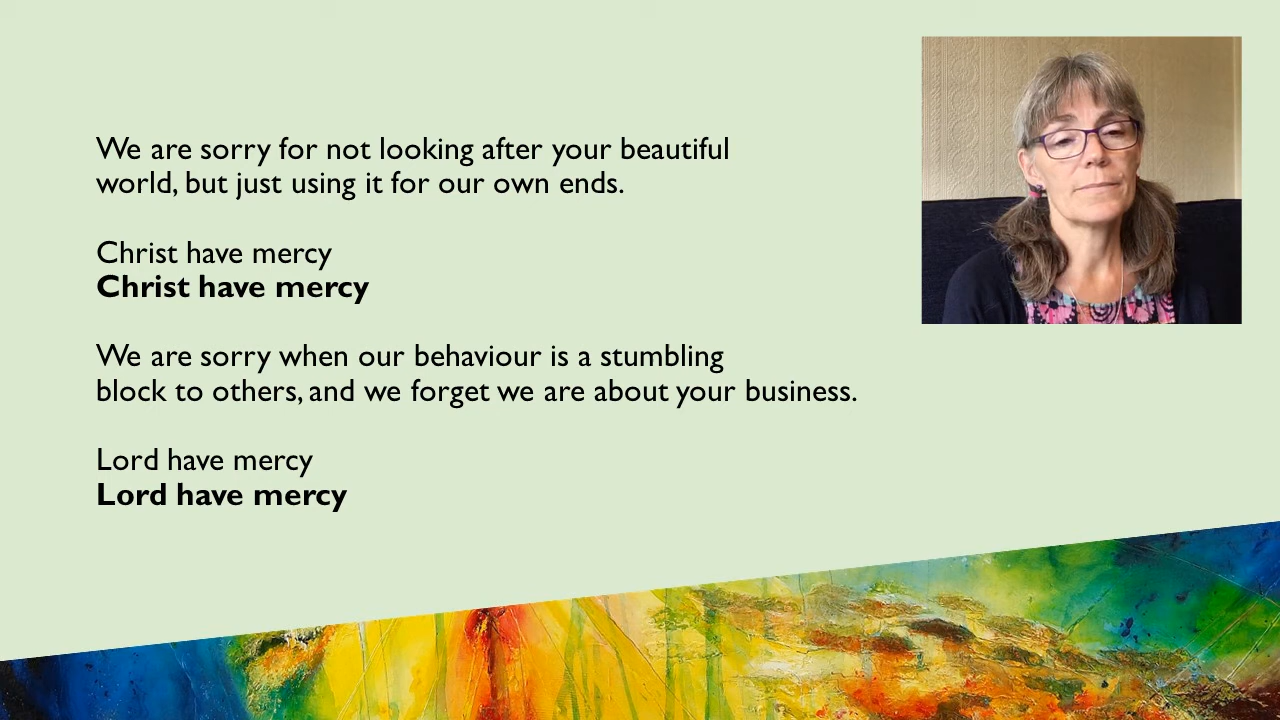 We are sorry for not looking after your beautiful
world, but just using it for our own ends.
Christ have mercy
Christ have mercy
We are sorry when our behaviour is a stumbling
block to others, and we forget we are about your business.
Lord have mercy
Lord have mercy